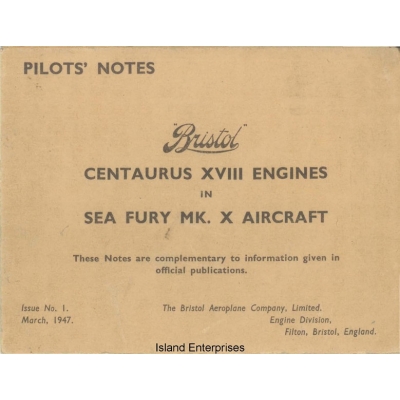 PILOTS' NOTES
"Bristol"
CENTAURUS XVIII ENGINES
IN
SEA FURY MK. X AIRCRAFT
These Notes are complementary to information given in
official publications.
Issue No. 1.
March, 1947.
The Bristol Aeroplane Company, Limited.
Engine Division,
Filton, Bristol, England.
Island Enterprises